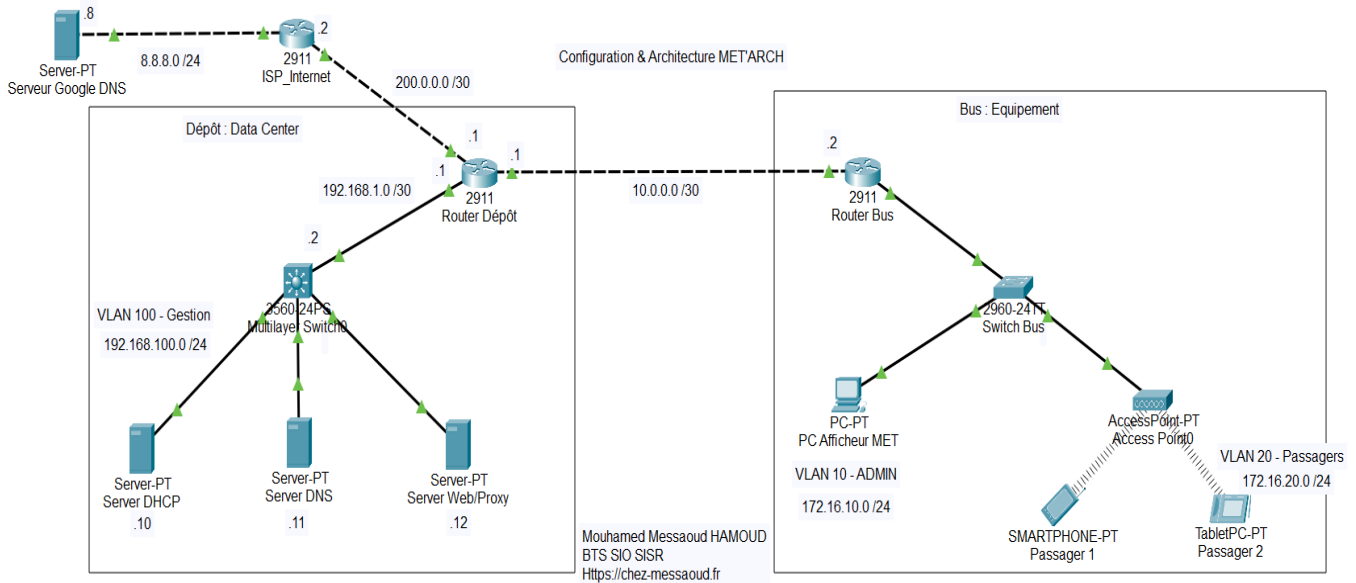 .8
.2
8.8.8.0 /24
Server-PT
Serveur Google DNS
2911
ISP_Internet
200.0.0.0 /30
Configuration & Architecture MET'ARCH
Dépôt : Data Center
.1
.1
.1
192.168.1.0 /30
2911
Router Dépôt
10.0.0.0 /30
Bus : Equipement
.2
2911
Router Bus
.2
3560-24PS
Multilayer Switch0
VLAN 100 - Gestion
192.168.100.0 /24
2960-24TT
Switch Bus
Server-PT
Server DHCP
.10
Server-PT
Server DNS
.11
Server-PT
Server Web/Proxy
.12
PC-PT
PC Afficheur MET
VLAN 10 - ADMIN
172.16.10.0 /24
AccessPoint-PT
Access Point0
VLAN 20 - Passagers
172.16.20.0 /24
SMARTPHONE-PT
Passager 1
TabletPC-PT
Passager 2
Mouhamed Messaoud HAMOUD
BTS SIO SISR
Https://chez-messaoud.fr